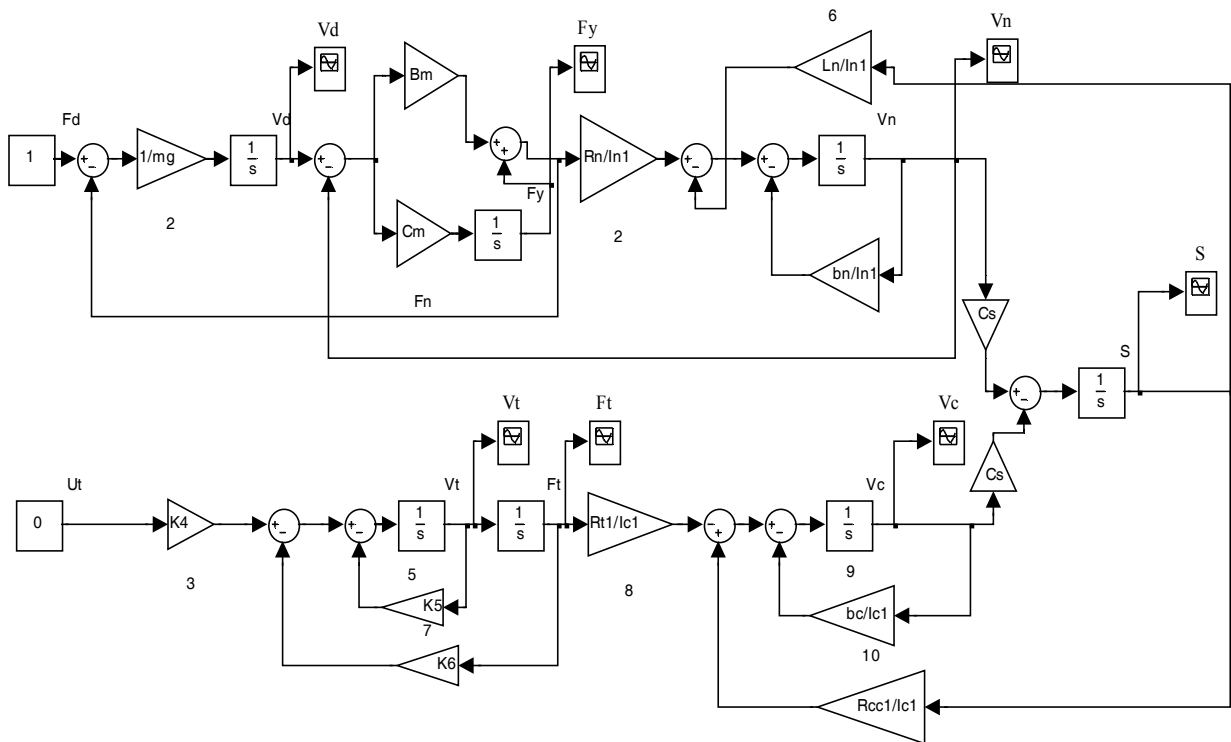 6
Vd
Fy
Vn
Bm
Ln/In1
Fd
Vd
Vn
1
+
-
1/mg
1
s
+
-
+
+
Rn/In1
+
-
+
-
1
s
Fy
2
Cm
1
s
2
bn/In1
Fn
S
Cs
S
+
-
1
s
Vt
Ft
Vc
Cs
Ut
Vt
Ft
Vc
0
K4
+
-
+
-
1
s
1
s
Rt1/Ic1
-
+
+
-
1
s
3
5
8
9
K5
7
bc/Ic1
K6
10
Rcc1/Ic1